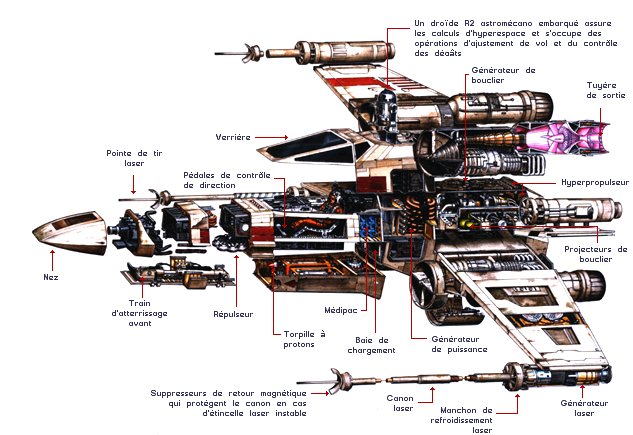 Un droïde R2 astromécano embarqué assure
les calculs d'hyperespace et s'occupe des
opérations d'ajustement de vol et du contrôle
des dégâts
Générateur de
bouclier
Tuyère
de sortie
Verrière
Pointe de tir
laser
Pédales de contrôle
de direction
Hyperpropulseur
Projecteurs de
bouclier
Nez
Train
d'atterrissage
avant
Répulseur
Médipac
Torpille à
protons
Baie de
chargement
Générateur
de puissance
Suppresseurs de retour magnétique
qui protègent le canon en cas
d'étincelle laser instable
Canon
laser
Manchon de
refroidissement
laser
Générateur
laser